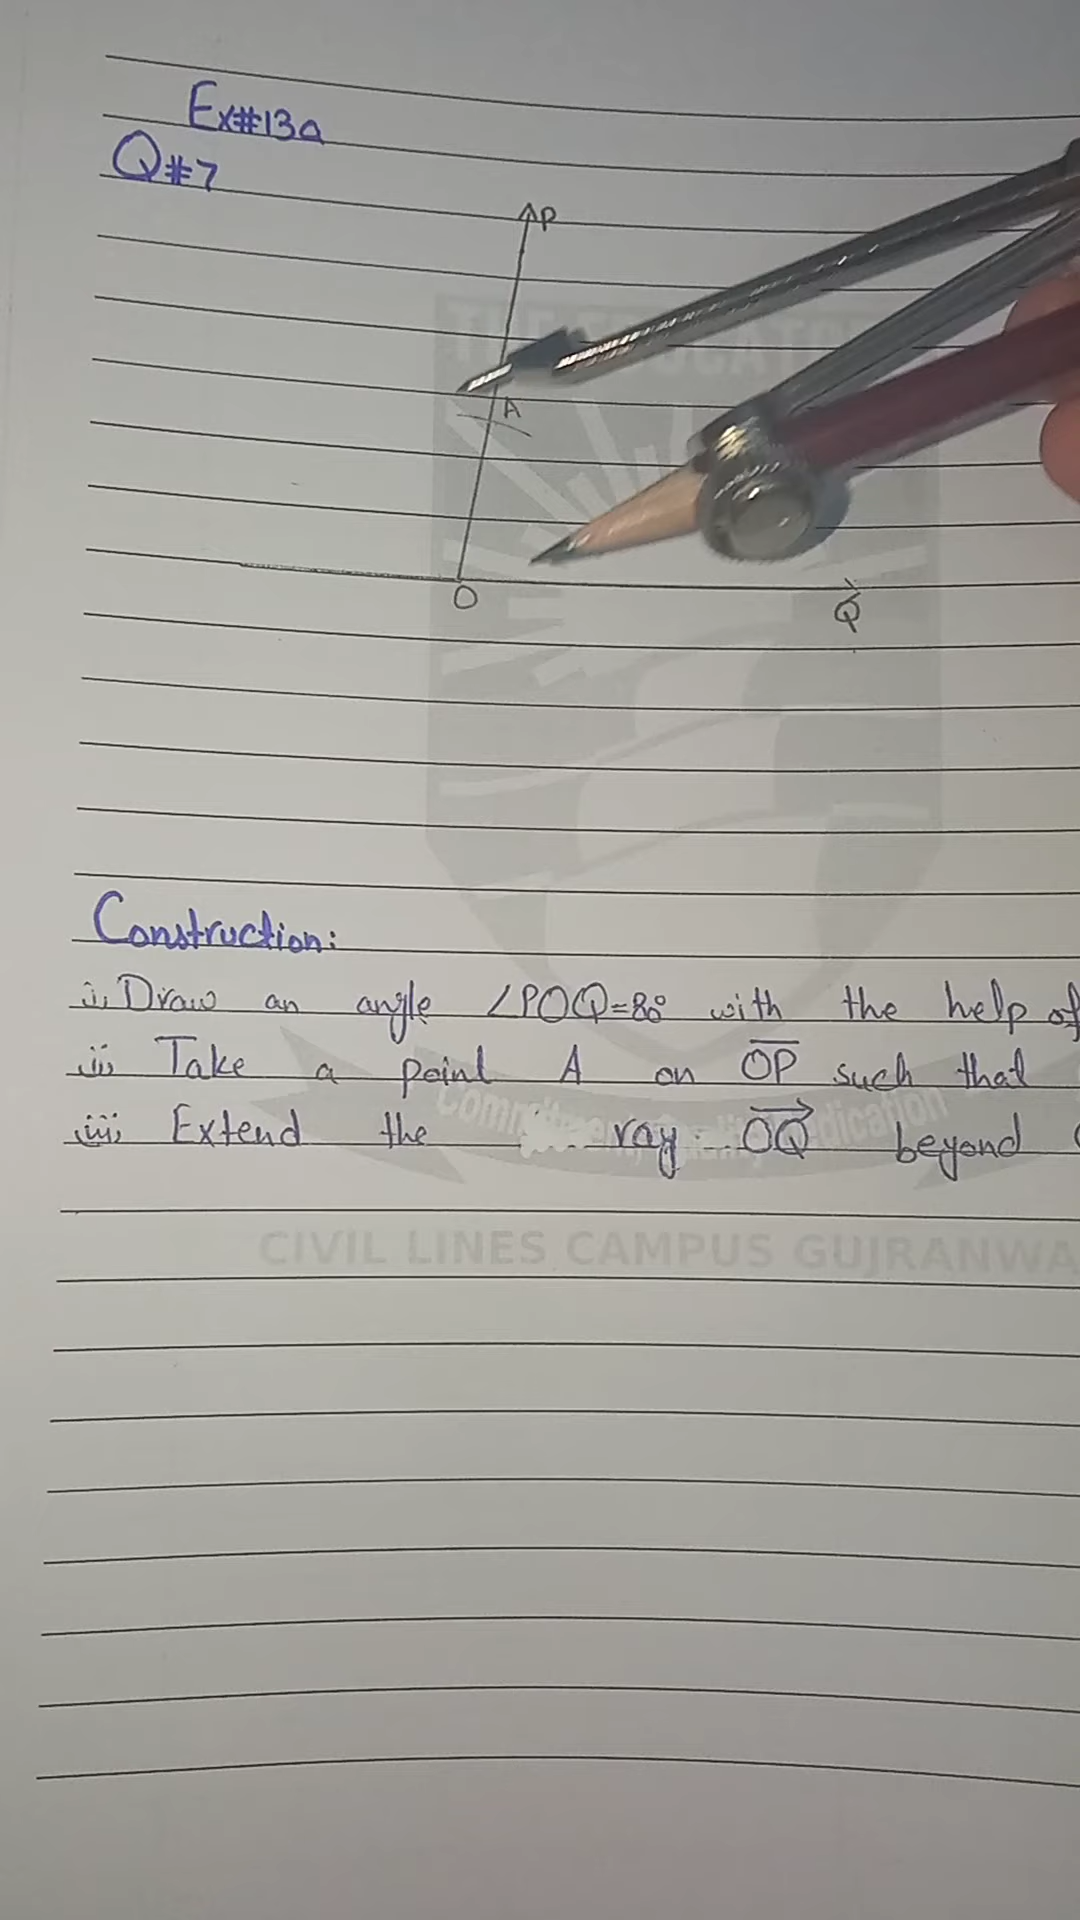 Ex#13a
Q#7
P
A
O
Q
Construction:
i, Draw an angle ∠POQ=80° with the help of
ii, Take a point A on OP such that
iii, Extend the ray OQ beyond
CIVIL LINES CAMPUS GUJRANWA